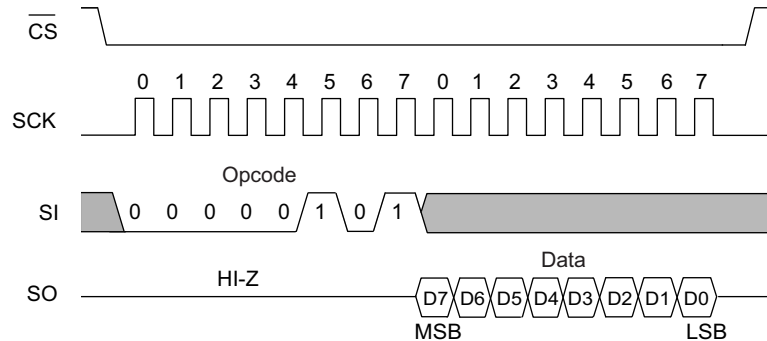 CS
0 1 2 3 4 5 6 7 0 1 2 3 4 5 6 7
SCK
Opcode
SI 0 0 0 0 0 1 0 1
Data
HI-Z
SO D7 D6 D5 D4 D3 D2 D1 D0
MSB LSB